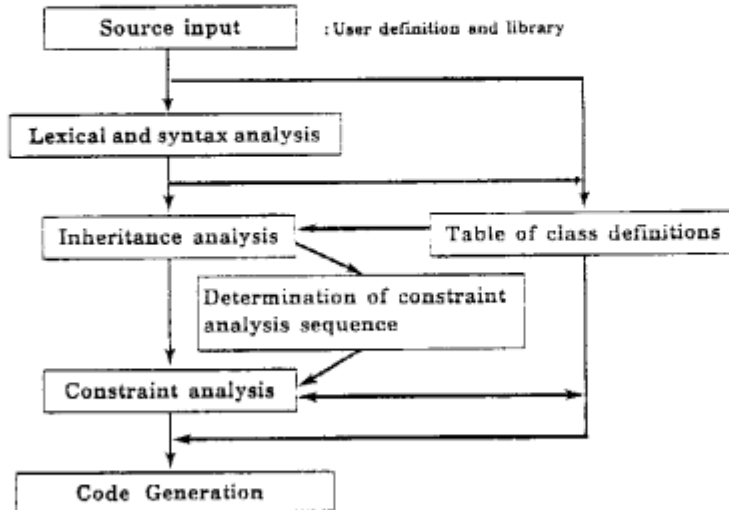 Source input
:User definition and library
Lexical and syntax analysis
Inheritance analysis
Table of class definitions
Determination of constraint
analysis sequence
Constraint analysis
Code Generation